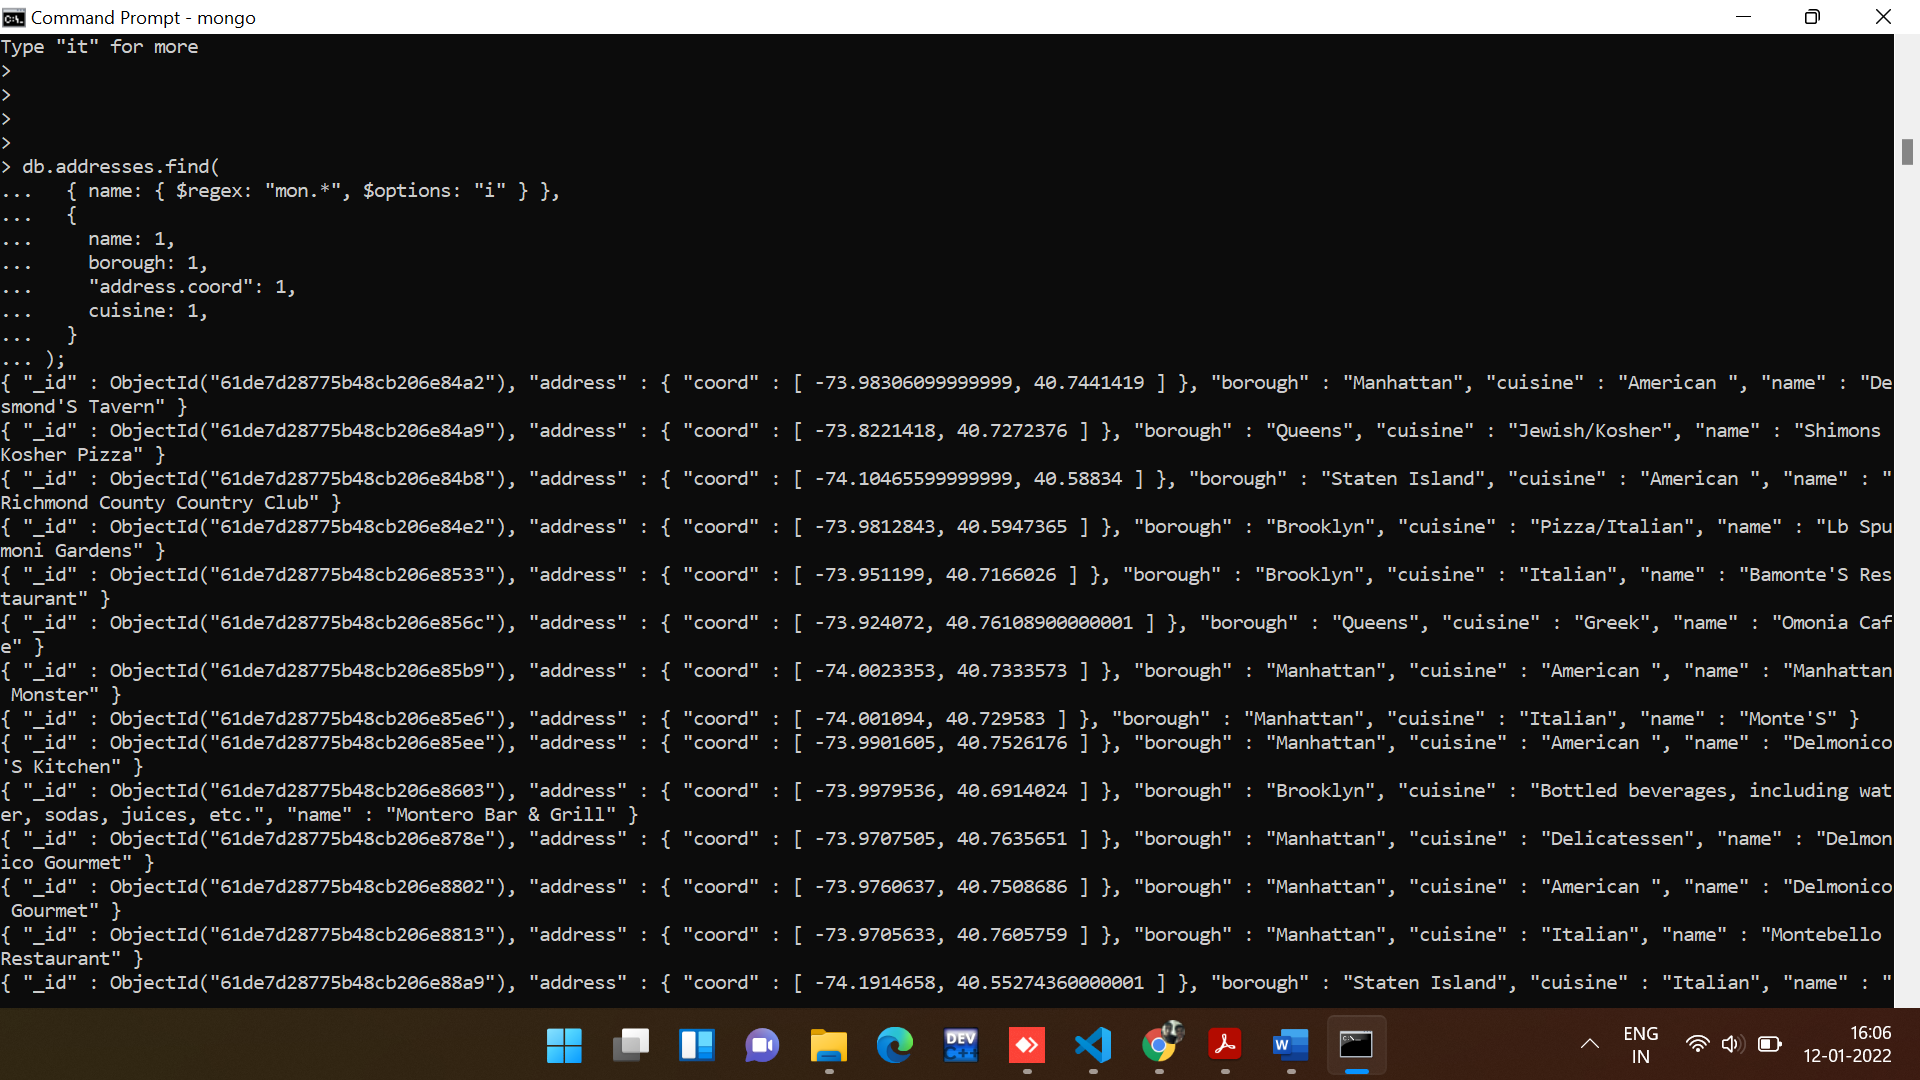 Command Prompt - mongo
Type "it" for more
>
>
>
>
> db.addresses.find(
...   { name: { $regex: "mon.*", $options: "i" } },
...   {
...     name: 1,
...     borough: 1,
...     "address.coord": 1,
...     cuisine: 1,
...   }
... );
{ "_id" : ObjectId("61de7d28775b48cb206e84a2"), "address" : { "coord" : [ -73.98306099999999, 40.7441419 ] }, "borough" : "Manhattan", "cuisine" : "American ", "name" : "De
smond'S Tavern" }
{ "_id" : ObjectId("61de7d28775b48cb206e84a9"), "address" : { "coord" : [ -73.8221418, 40.7272376 ] }, "borough" : "Queens", "cuisine" : "Jewish/Kosher", "name" : "Shimons
Kosher Pizza" }
{ "_id" : ObjectId("61de7d28775b48cb206e84b8"), "address" : { "coord" : [ -74.10465599999999, 40.58834 ] }, "borough" : "Staten Island", "cuisine" : "American ", "name" : "
Richmond County Country Club" }
{ "_id" : ObjectId("61de7d28775b48cb206e84e2"), "address" : { "coord" : [ -73.9812843, 40.5947365 ] }, "borough" : "Brooklyn", "cuisine" : "Pizza/Italian", "name" : "Lb Spu
moni Gardens" }
{ "_id" : ObjectId("61de7d28775b48cb206e8533"), "address" : { "coord" : [ -73.951199, 40.7166026 ] }, "borough" : "Brooklyn", "cuisine" : "Italian", "name" : "Bamonte'S Res
taurant" }
{ "_id" : ObjectId("61de7d28775b48cb206e856c"), "address" : { "coord" : [ -73.924072, 40.76108900000001 ] }, "borough" : "Queens", "cuisine" : "Greek", "name" : "Omonia Caf
e" }
{ "_id" : ObjectId("61de7d28775b48cb206e85b9"), "address" : { "coord" : [ -74.0023353, 40.7333573 ] }, "borough" : "Manhattan", "cuisine" : "American ", "name" : "Manhattan
 Monster" }
{ "_id" : ObjectId("61de7d28775b48cb206e85e6"), "address" : { "coord" : [ -74.001094, 40.729583 ] }, "borough" : "Manhattan", "cuisine" : "Italian", "name" : "Monte'S" }
{ "_id" : ObjectId("61de7d28775b48cb206e85ee"), "address" : { "coord" : [ -73.9901605, 40.7526176 ] }, "borough" : "Manhattan", "cuisine" : "American ", "name" : "Delmonico
'S Kitchen" }
{ "_id" : ObjectId("61de7d28775b48cb206e8603"), "address" : { "coord" : [ -73.9979536, 40.6914024 ] }, "borough" : "Brooklyn", "cuisine" : "Bottled beverages, including wat
er, sodas, juices, etc.", "name" : "Montero Bar & Grill" }
{ "_id" : ObjectId("61de7d28775b48cb206e878e"), "address" : { "coord" : [ -73.9707505, 40.7635651 ] }, "borough" : "Manhattan", "cuisine" : "Delicatessen", "name" : "Delmon
ico Gourmet" }
{ "_id" : ObjectId("61de7d28775b48cb206e8802"), "address" : { "coord" : [ -73.9760637, 40.7508686 ] }, "borough" : "Manhattan", "cuisine" : "American ", "name" : "Delmonico
 Gourmet" }
{ "_id" : ObjectId("61de7d28775b48cb206e8813"), "address" : { "coord" : [ -73.9705633, 40.7605759 ] }, "borough" : "Manhattan", "cuisine" : "Italian", "name" : "Montebello
Restaurant" }
{ "_id" : ObjectId("61de7d28775b48cb206e88a9"), "address" : { "coord" : [ -74.1914658, 40.55274360000001 ] }, "borough" : "Staten Island", "cuisine" : "Italian", "name" : "
DEV
C++
W
ENG
IN
16:06
12-01-2022